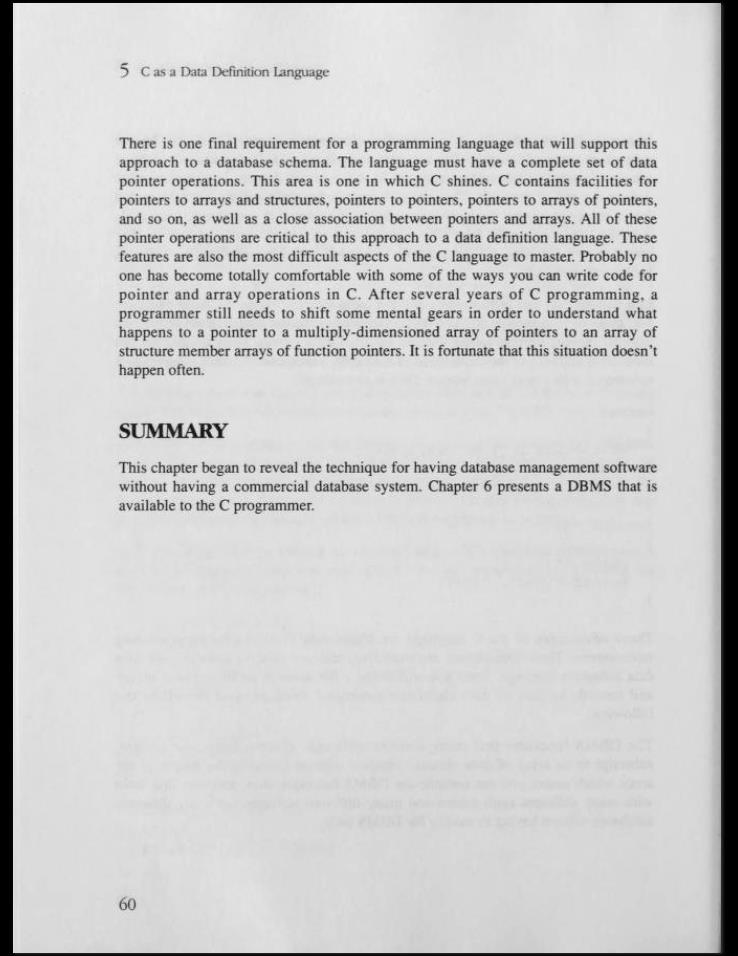 5 C as a Data Definition Language
There is one final requirement for a programming language that will support this
approach to a database schema. The language must have a complete set of data
pointer operations. This area is one in which C shines. C contains facilities for
pointers to arrays and structures, pointers to pointers, pointers to arrays of pointers,
and so on, as well as a close association between pointers and arrays. All of these
pointer operations are critical to this approach to a data definition language. These
features are also the most difficult aspects of the C language to master. Probably no
one has become totally comfortable with some of the ways you can write code for
pointer and array operations in C. After several years of C programming, a
programmer still needs to shift some mental gears in order to understand what
happens to a pointer to a multiply-dimensioned array of pointers to an array of
structure member arrays of function pointers. It is fortunate that this situation doesn't
happen often.
SUMMARY
This chapter began to reveal the technique for having database management software
without having a commercial database system. Chapter 6 presents a DBMS that is
available to the C programmer.
60